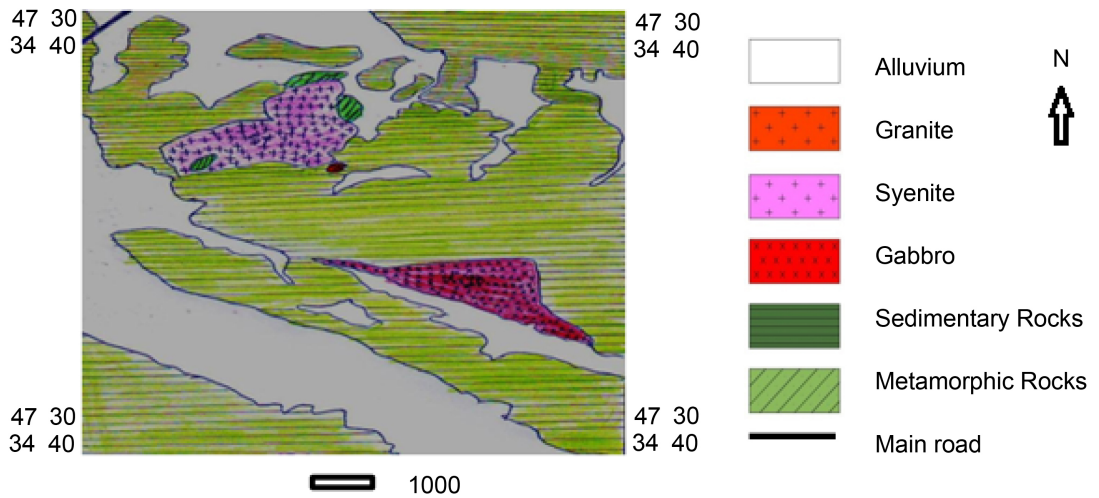 47 30
34 40
47 30
34 40
N
Alluvium
Granite
Syenite
Gabbro
Sedimentary Rocks
Metamorphic Rocks
Main road
47 30
34 40
47 30
34 40
1000